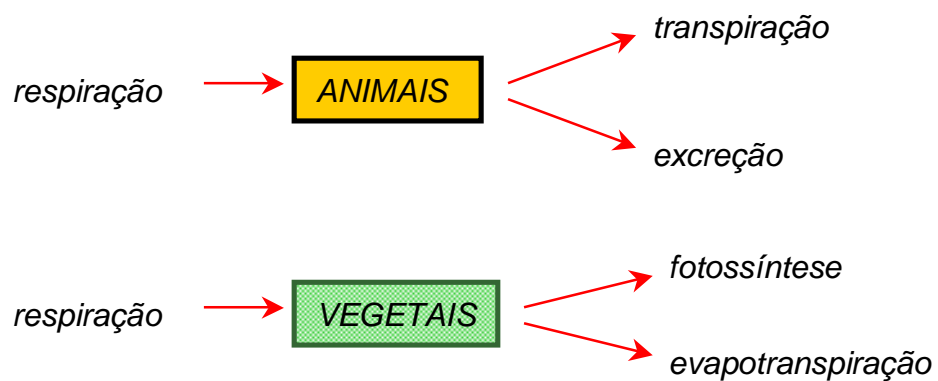 transpiração
respiração
ANIMAIS
excreção
fotossíntese
respiração
VEGETAIS
evapotranspiração